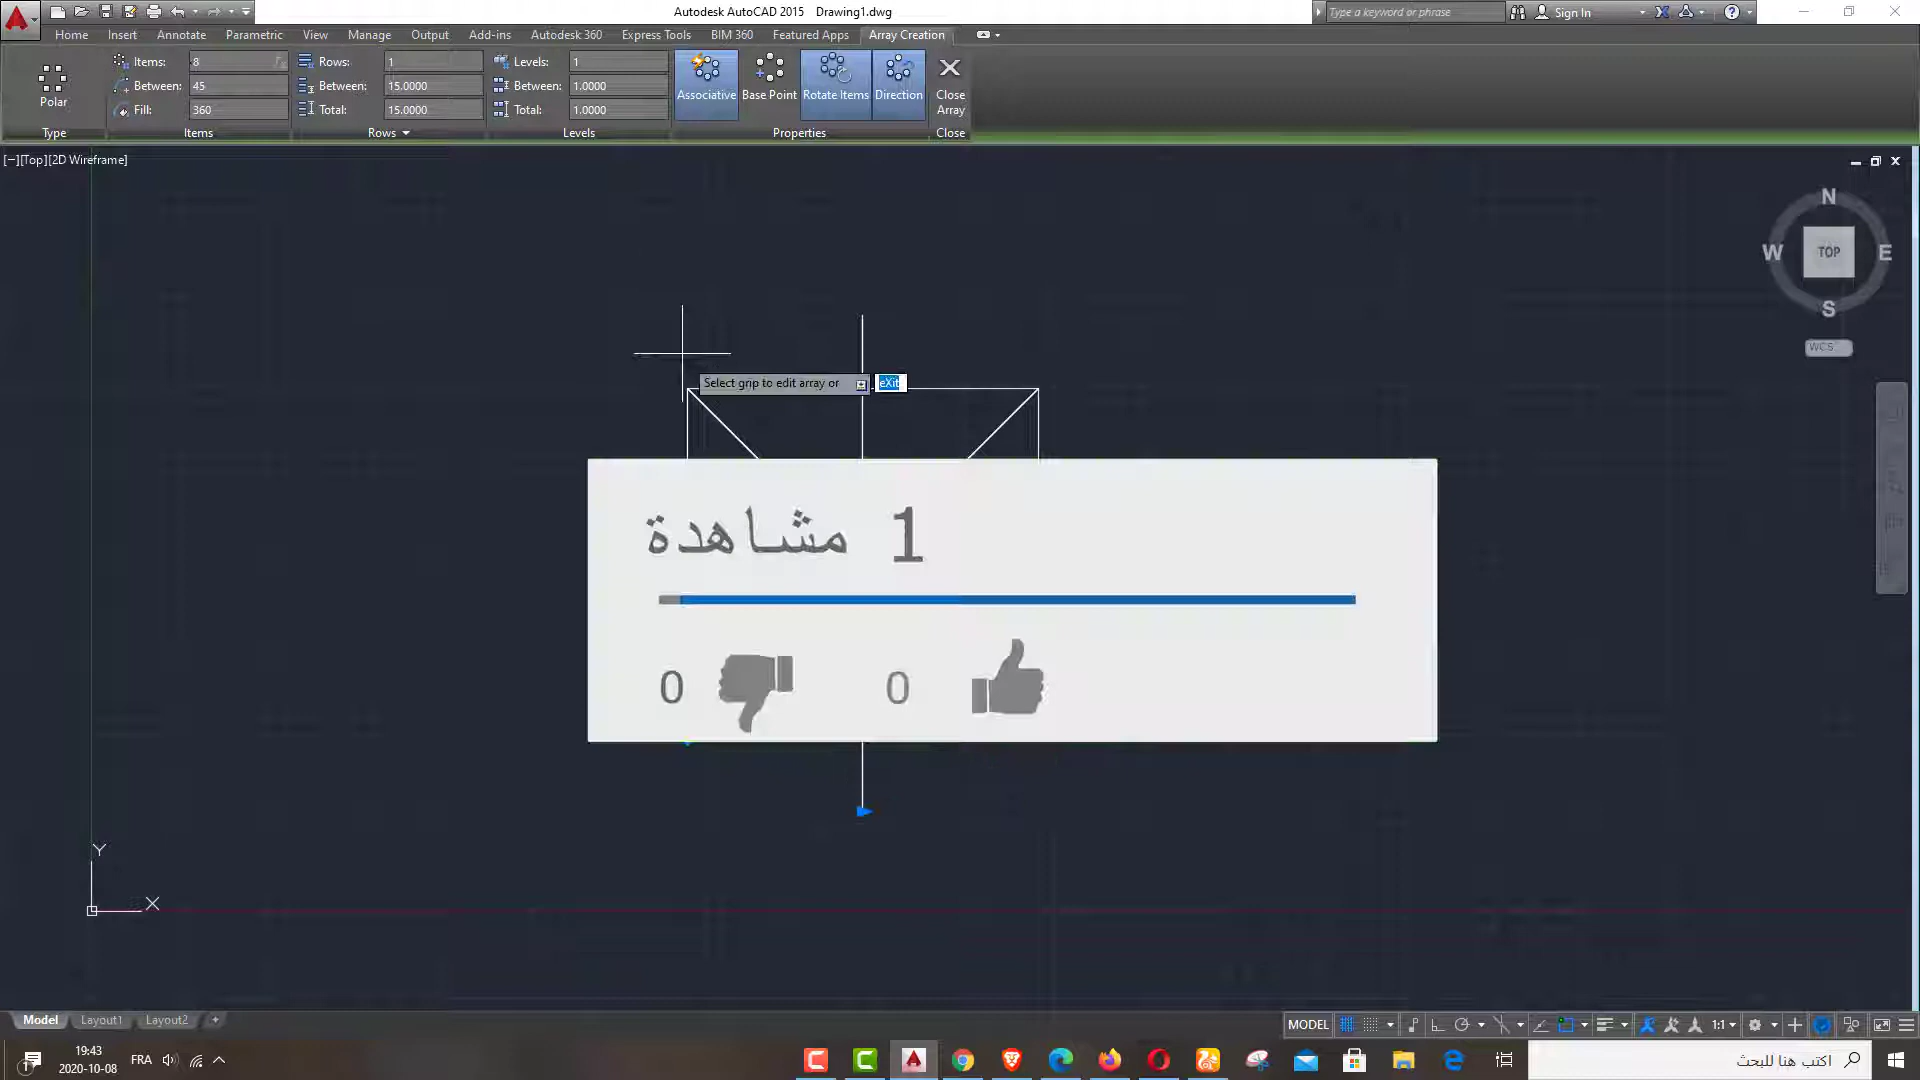 Autodesk AutoCAD 2015 Drawing1.dwg
Type a keyword or phrase
Sign In
Home Insert Annotate Parametric View Manage Output Add-ins Autodesk 360 Express Tools BIM 360 Featured Apps Array Creation
Items: 8 Rows: 1 Levels: 1
Between: 45 Between: 15.0000 Between: 1.0000
Fill: 360 Total: 15.0000 Total: 1.0000
Polar
Associative Base Point Rotate Items Direction Close Array
Type Items Rows Levels Properties Close
[−][Top][2D Wireframe]
N
W TOP E
S
WCS
Select grip to edit array or eXit
1 مشاهدة
0 0
Y
X
Model Layout1 Layout2 +
MODEL 1:1
19:43
2020-10-08
FRA
1
اكتب هنا للبحث